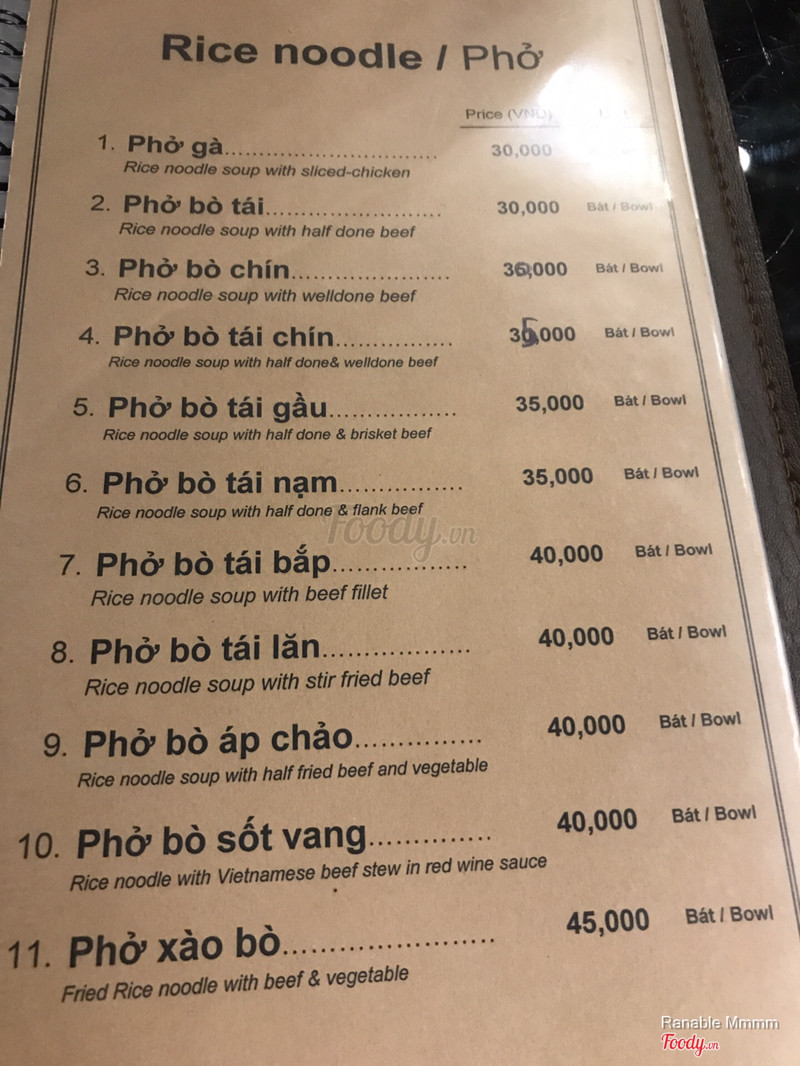 Rice noodle / Phở
Price (VND)
1. Phở gà.................................. 30,000
Rice noodle soup with sliced-chicken
2. Phở bò tái............................ 30,000 Bát / Bowl
Rice noodle soup with half done beef
3. Phở bò chín........................ Bát / Bowl
Rice noodle soup with welldone beef
4. Phở bò tái chín................. 35,000 Bát / Bowl
Rice noodle soup with half done& welldone beef
5. Phở bò tái gầu.................. 35,000 Bát / Bowl
Rice noodle soup with half done & brisket beef
6. Phở bò tái nạm................ 35,000 Bát / Bowl
Rice noodle soup with half done & flank beef
Foody.vn
7. Phở bò tái bắp................. 40,000 Bát / Bowl
Rice noodle soup with beef fillet
8. Phở bò tái lăn................... 40,000 Bát / Bowl
Rice noodle soup with stir fried beef
9. Phở bò áp chảo............... 40,000 Bát / Bowl
Rice noodle soup with half fried beef and vegetable
10. Phở bò sốt vang.............. 40,000 Bát / Bowl
Rice noodle with Vietnamese beef stew in red wine sauce
11. Phở xào bò........................ 45,000 Bát / Bowl
Fried Rice noodle with beef & vegetable
Ranable Mmmm
Foody.vn